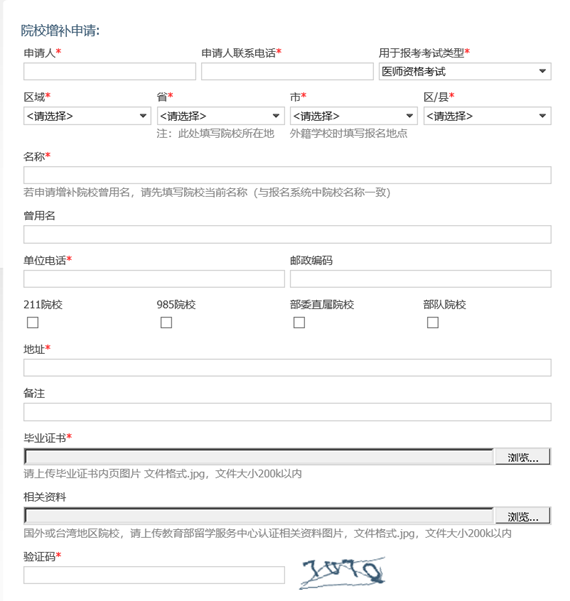 院校增补申请:
申请人* 申请人联系电话* 用于报考考试类型*
医师资格考试
区域* 省* 市* 区/县*
<请选择> <请选择> <请选择> <请选择>
注：此处填写院校所在地 外籍学校时填写报名地点
名称*
若申请增补院校曾用名，请先填写院校当前名称（与报名系统中院校名称一致）
曾用名
单位电话* 邮政编码
211院校 985院校 部委直属院校 部队院校
地址*
备注
毕业证书*
浏览...
请上传毕业证书内页图片 文件格式.jpg，文件大小200k以内
相关资料
浏览...
国外或台湾地区院校，请上传教育部留学服务中心认证相关资料图片，文件格式.jpg，文件大小200k以内
验证码*